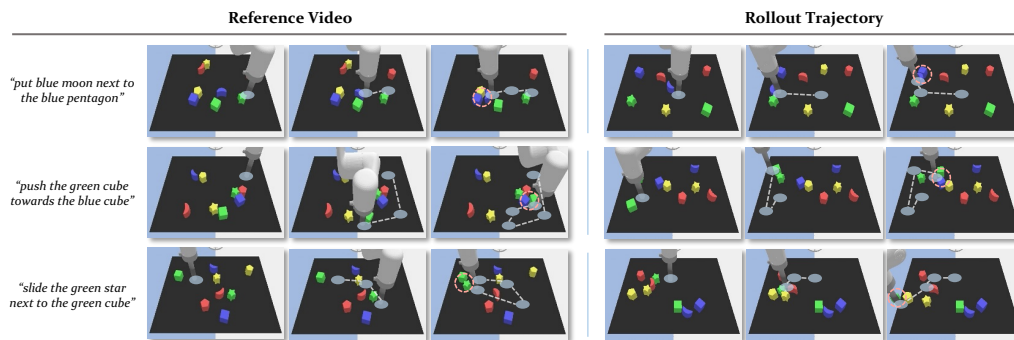 Reference Video
Rollout Trajectory
“put blue moon next to
the blue pentagon”
“push the green cube
towards the blue cube”
“slide the green star
next to the green cube”